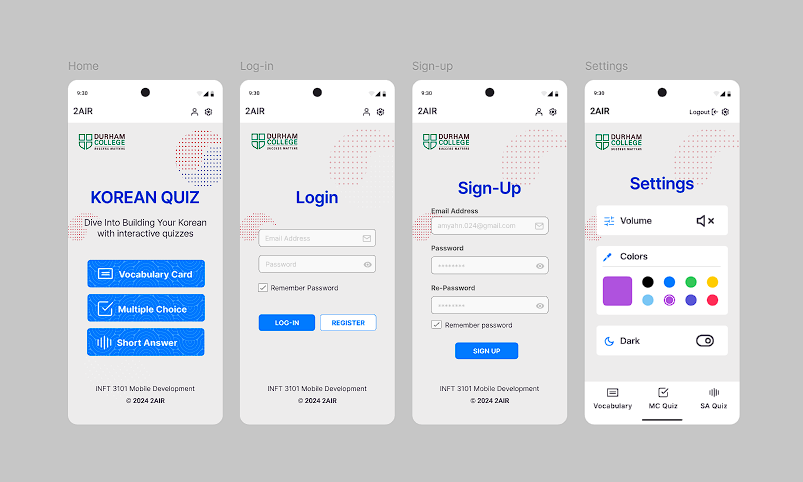 Home
9:30
2AIR
DURHAM
COLLEGE
SUCCESS MATTERS
KOREAN QUIZ
Dive Into Building Your Korean
with interactive quizzes
Vocabulary Card
Multiple Choice
Short Answer
INFT 3101 Mobile Development
© 2024 2AIR
Log-in
9:30
2AIR
DURHAM
COLLEGE
SUCCESS MATTERS
Login
Email Address
Password
Remember Password
LOG-IN
REGISTER
INFT 3101 Mobile Development
© 2024 2AIR
Sign-up
9:30
2AIR
DURHAM
COLLEGE
SUCCESS MATTERS
Sign-Up
Email Address
amyahn.024@gmail.com
Password
********
Re-Password
********
Remember password
SIGN UP
INFT 3101 Mobile Development
© 2024 2AIR
Settings
9:30
2AIR
Logout
DURHAM
COLLEGE
SUCCESS MATTERS
Settings
Volume
Colors
Dark
Vocabulary
MC Quiz
SA Quiz